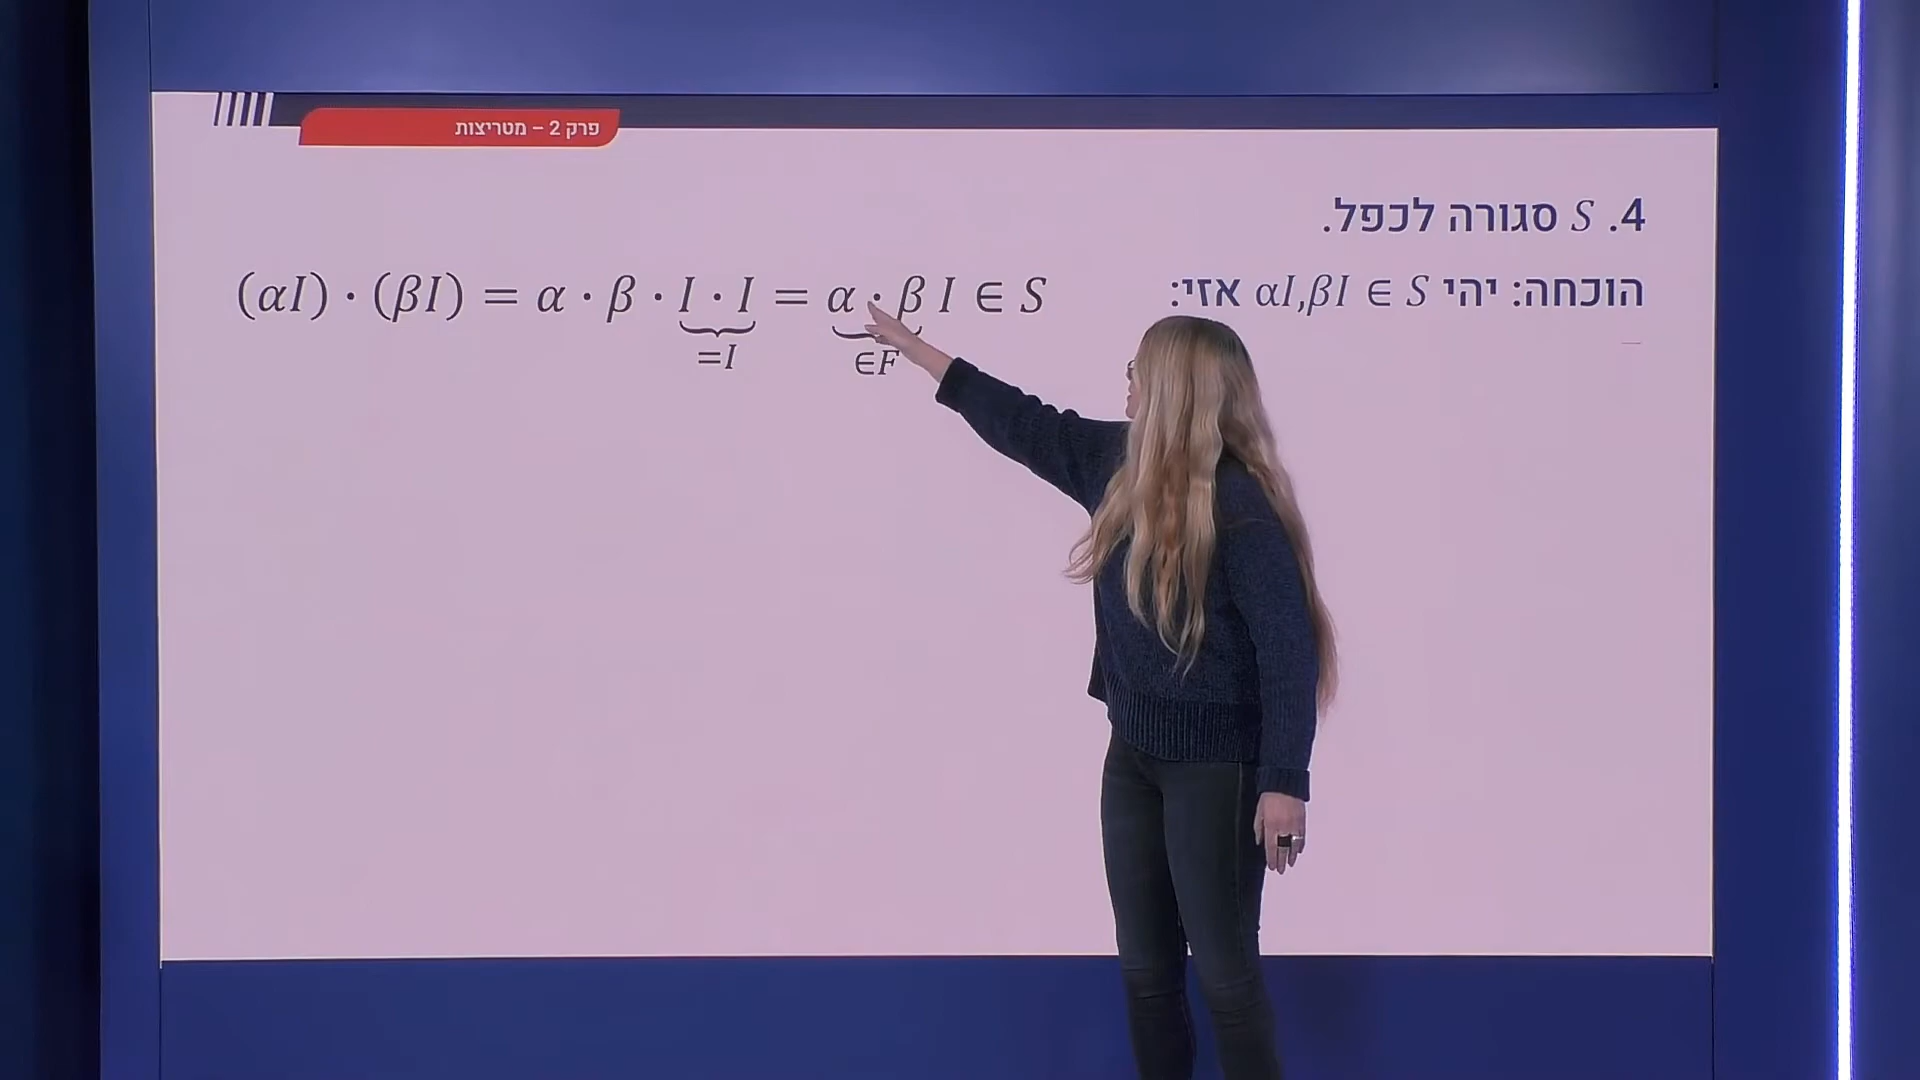 פרק 2 – מטריצות
4. S סגורה לכפל.
הוכחה: יהי αI,βI ∈ S אזי:
(αI) · (βI) = α · β · I · I = α · β I ∈ S
=I ∈F